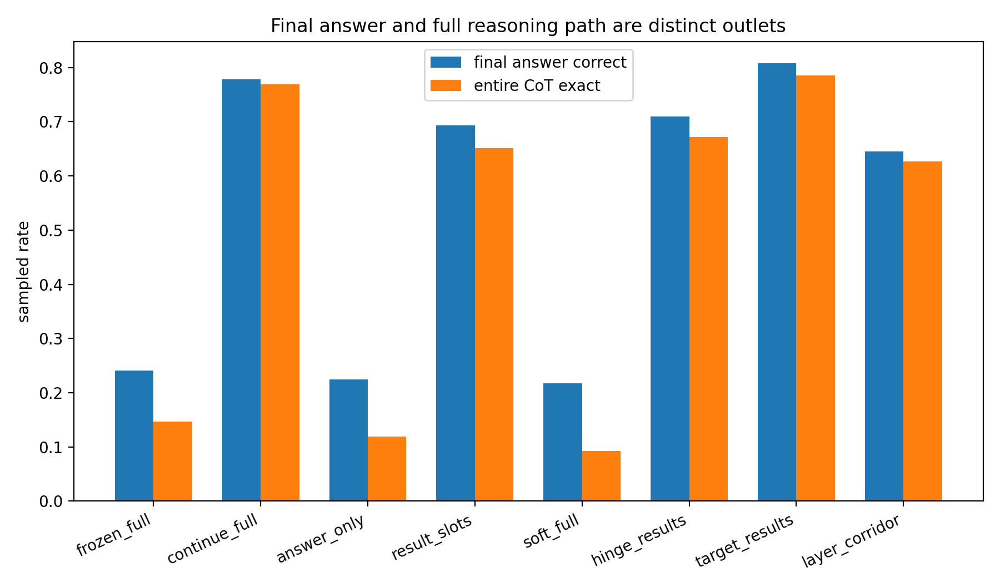 Final answer and full reasoning path are distinct outlets
final answer correct
entire CoT exact
sampled rate
0.8
0.7
0.6
0.5
0.4
0.3
0.2
0.1
0.0
frozen_full
continue_full
answer_only
result_slots
soft_full
hinge_results
target_results
layer_corridor